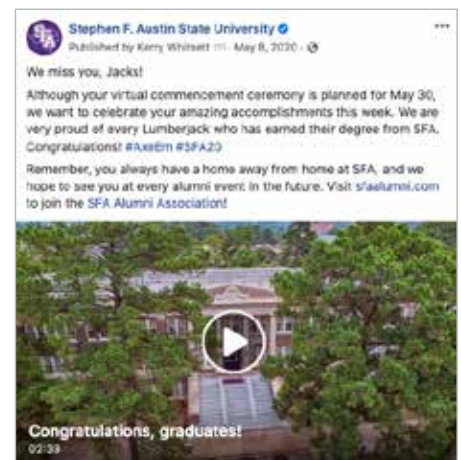 Stephen F. Austin State University
Published by Kerry Whitsett · May 8, 2020 ·
We miss you, Jacks!
Although your virtual commencement ceremony is planned for May 30,
we want to celebrate your amazing accomplishments this week. We are
very proud of every Lumberjack who has earned their degree from SFA.
Congratulations! #AxeEm #SFA20
Remember, you always have a home away from home at SFA, and we
hope to see you at every alumni event in the future. Visit sfaalumni.com
to join the SFA Alumni Association!
Congratulations, graduates!
02:33